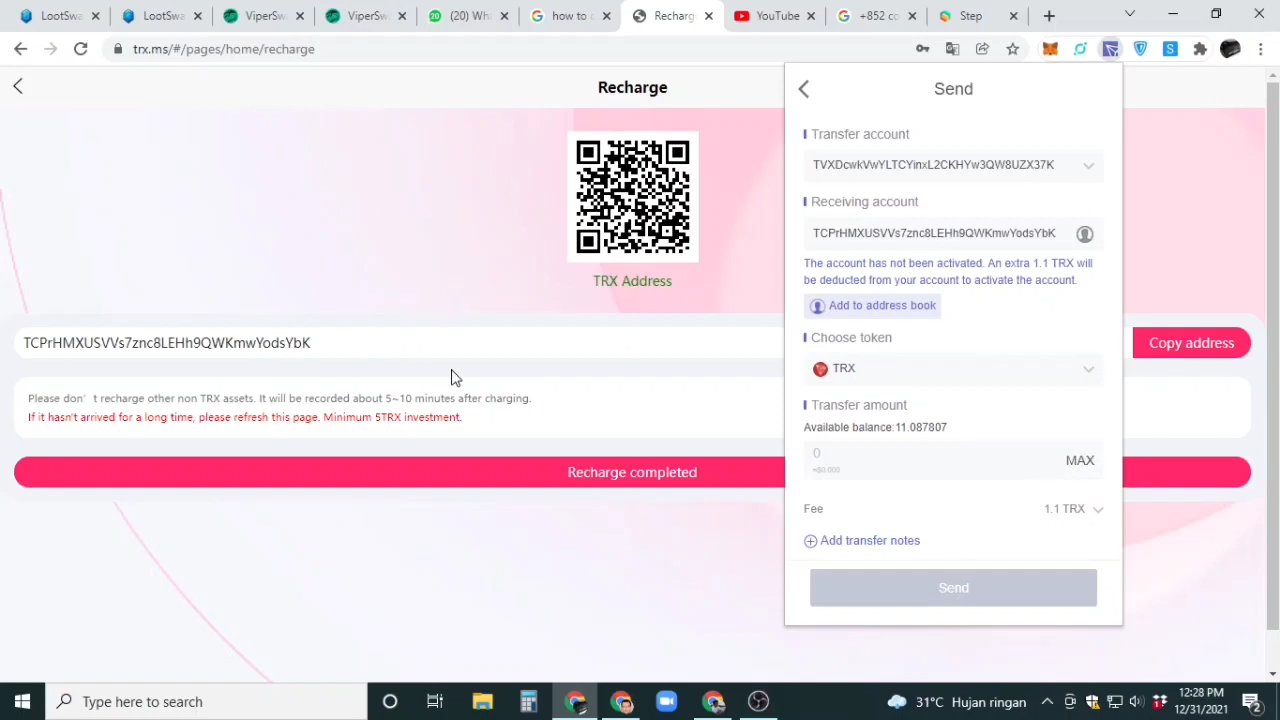 LootSwa
LootSwa
ViperSw
ViperSw
(20) Wh
how to c
Recharg
YouTube
+852 cc
Step
trx.ms/#/pages/home/recharge
Recharge
TRX Address
TCPrHMXUSVVs7znc8LEHh9QWKmwYodsYbK
Copy address
Please don' t recharge other non TRX assets. It will be recorded about 5~10 minutes after charging.
If it hasn't arrived for a long time, please refresh this page. Minimum 5TRX investment.
Recharge completed
Send
Transfer account
TVXDcwkVwYLTCYinxL2CKHYw3QW8UZX37K
Receiving account
TCPrHMXUSVVs7znc8LEHh9QWKmwYodsYbK
The account has not been activated. An extra 1.1 TRX will
be deducted from your account to activate the account.
Add to address book
Choose token
TRX
Transfer amount
Available balance:11.087807
0
≈$0.000
MAX
Fee
1.1 TRX
Add transfer notes
Send
Type here to search
31°C Hujan ringan
12:28 PM
12/31/2021
2